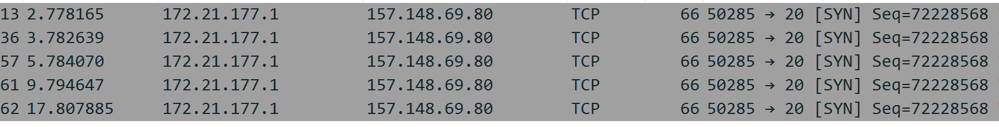 13 2.778165 172.21.177.1 157.148.69.80 TCP 66 50285 → 20 [SYN] Seq=72228568
36 3.782639 172.21.177.1 157.148.69.80 TCP 66 50285 → 20 [SYN] Seq=72228568
57 5.784070 172.21.177.1 157.148.69.80 TCP 66 50285 → 20 [SYN] Seq=72228568
61 9.794647 172.21.177.1 157.148.69.80 TCP 66 50285 → 20 [SYN] Seq=72228568
62 17.807885 172.21.177.1 157.148.69.80 TCP 66 50285 → 20 [SYN] Seq=72228568